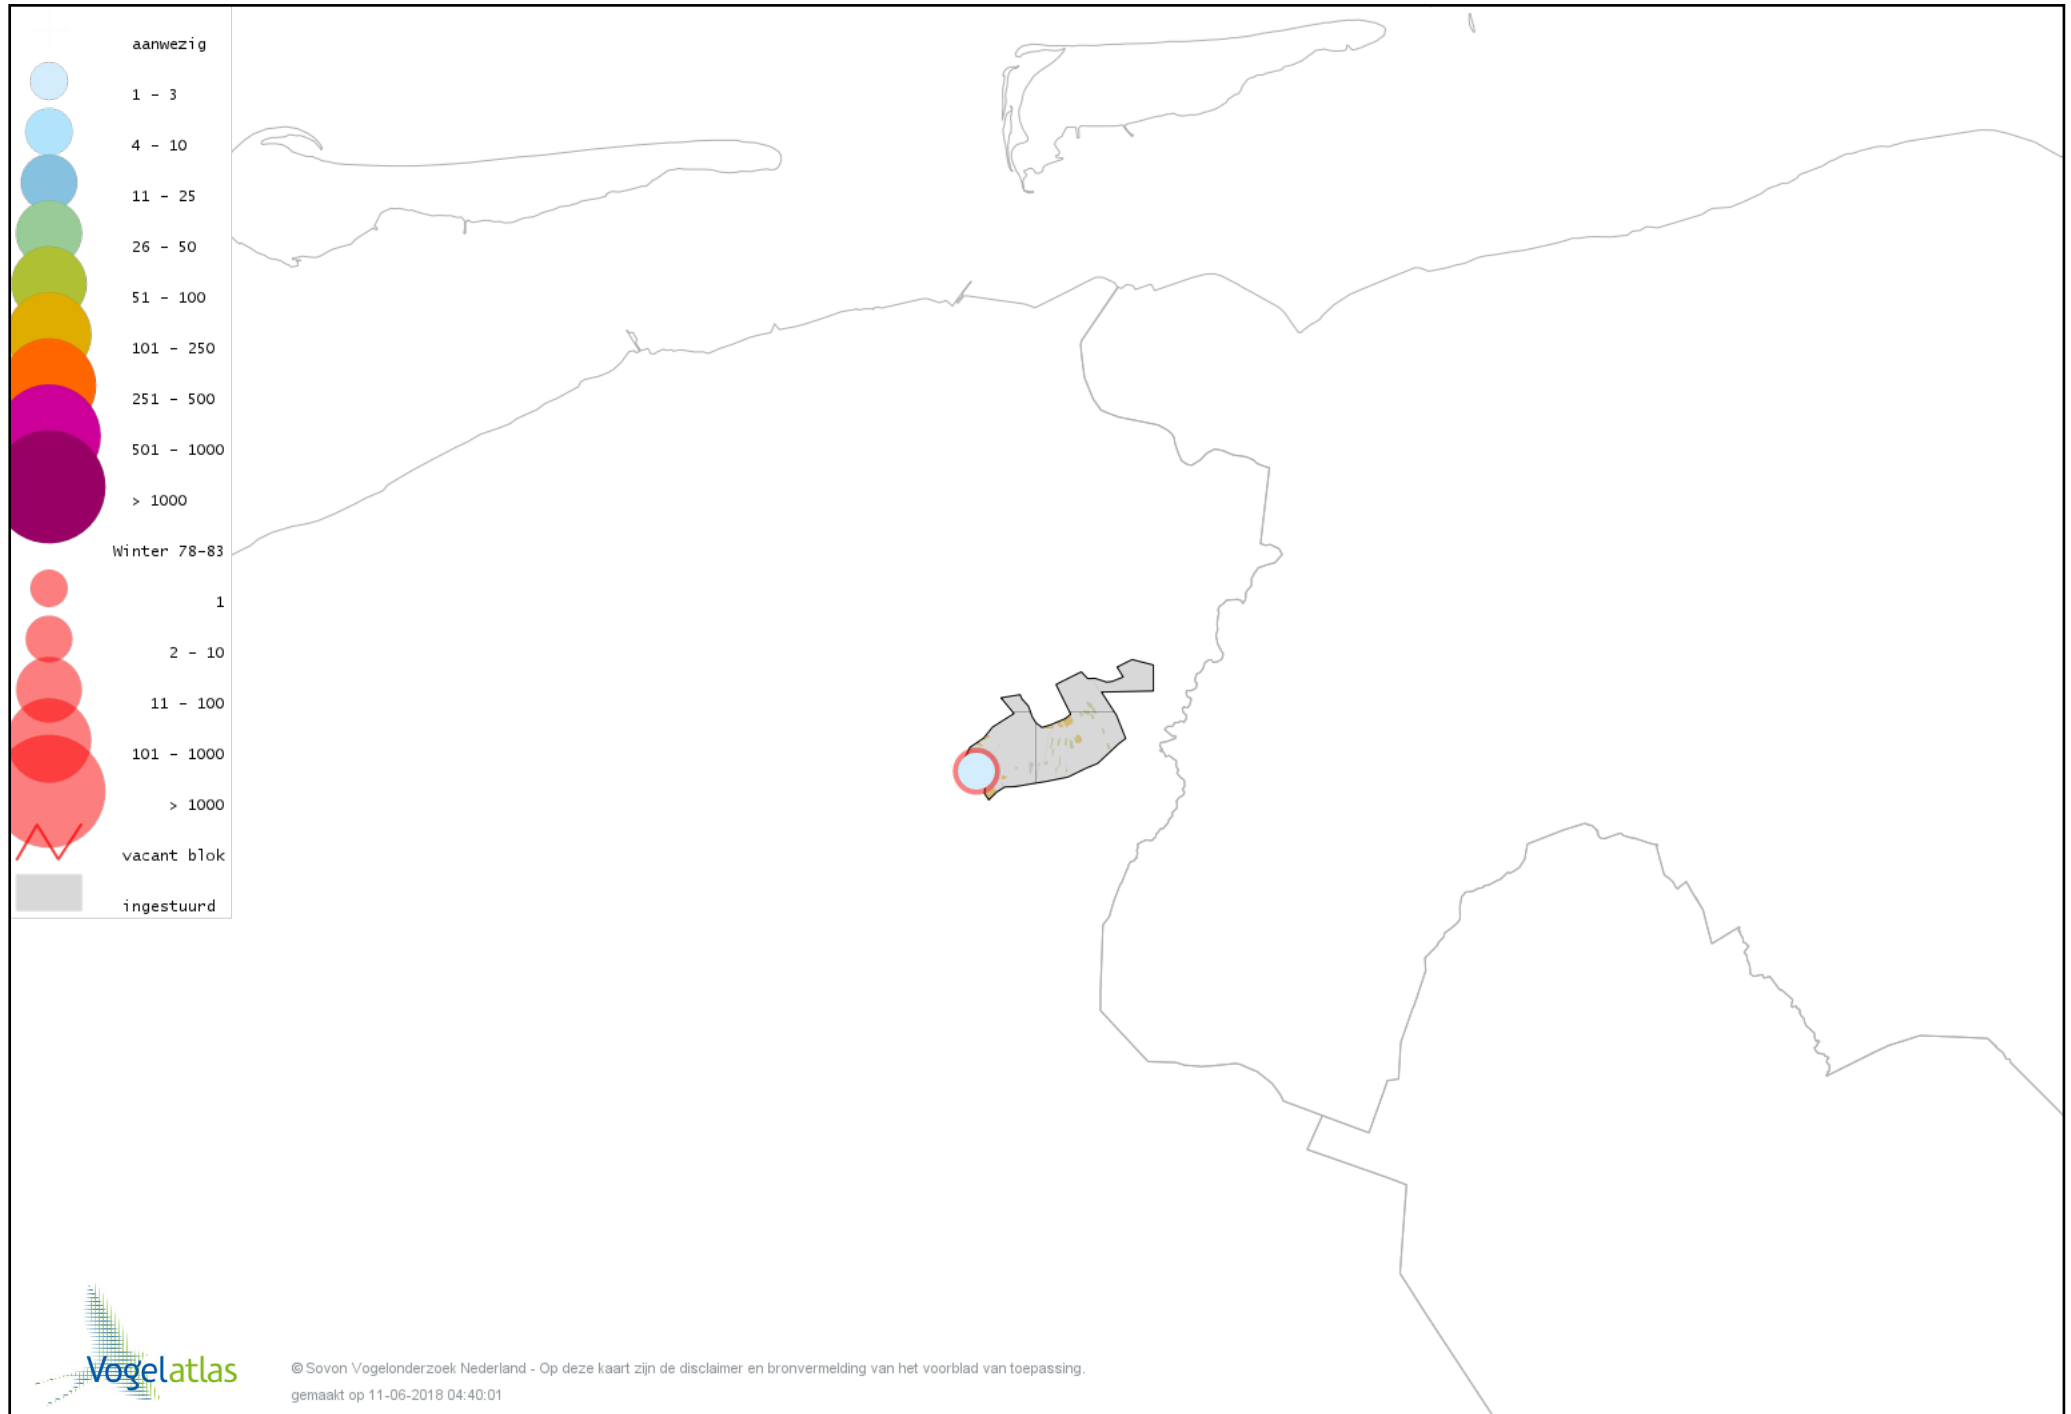 aanwezig
1 - 3
4 - 10
11 - 25
26 - 50
51 - 100
101 - 250
251 - 500
501 - 1000
> 1000
Winter 78-83
1
2 - 10
11 - 100
101 - 1000
> 1000
vacant blok
ingestuurd
Vogelatlas
© Sovon Vogelonderzoek Nederland - Op deze kaart zijn de disclaimer en bronvermelding van het voorblad van toepassing.
gemaakt op 11-06-2018 04:40:01